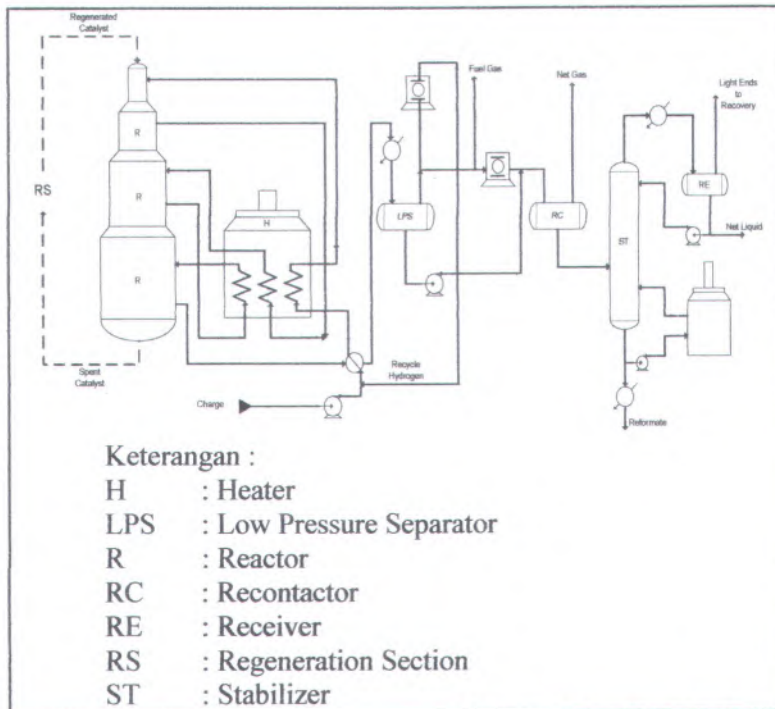 Regenerated
Catalyst
RS
R
R
R
Spent
Catalyst
H
Charge
Recycle
Hydrogen
LPS
Fuel Gas
Net Gas
RC
ST
Light Ends
to
Recovery
RE
Net Liquid
Reformate
Keterangan :
H : Heater
LPS : Low Pressure Separator
R : Reactor
RC : Recontactor
RE : Receiver
RS : Regeneration Section
ST : Stabilizer